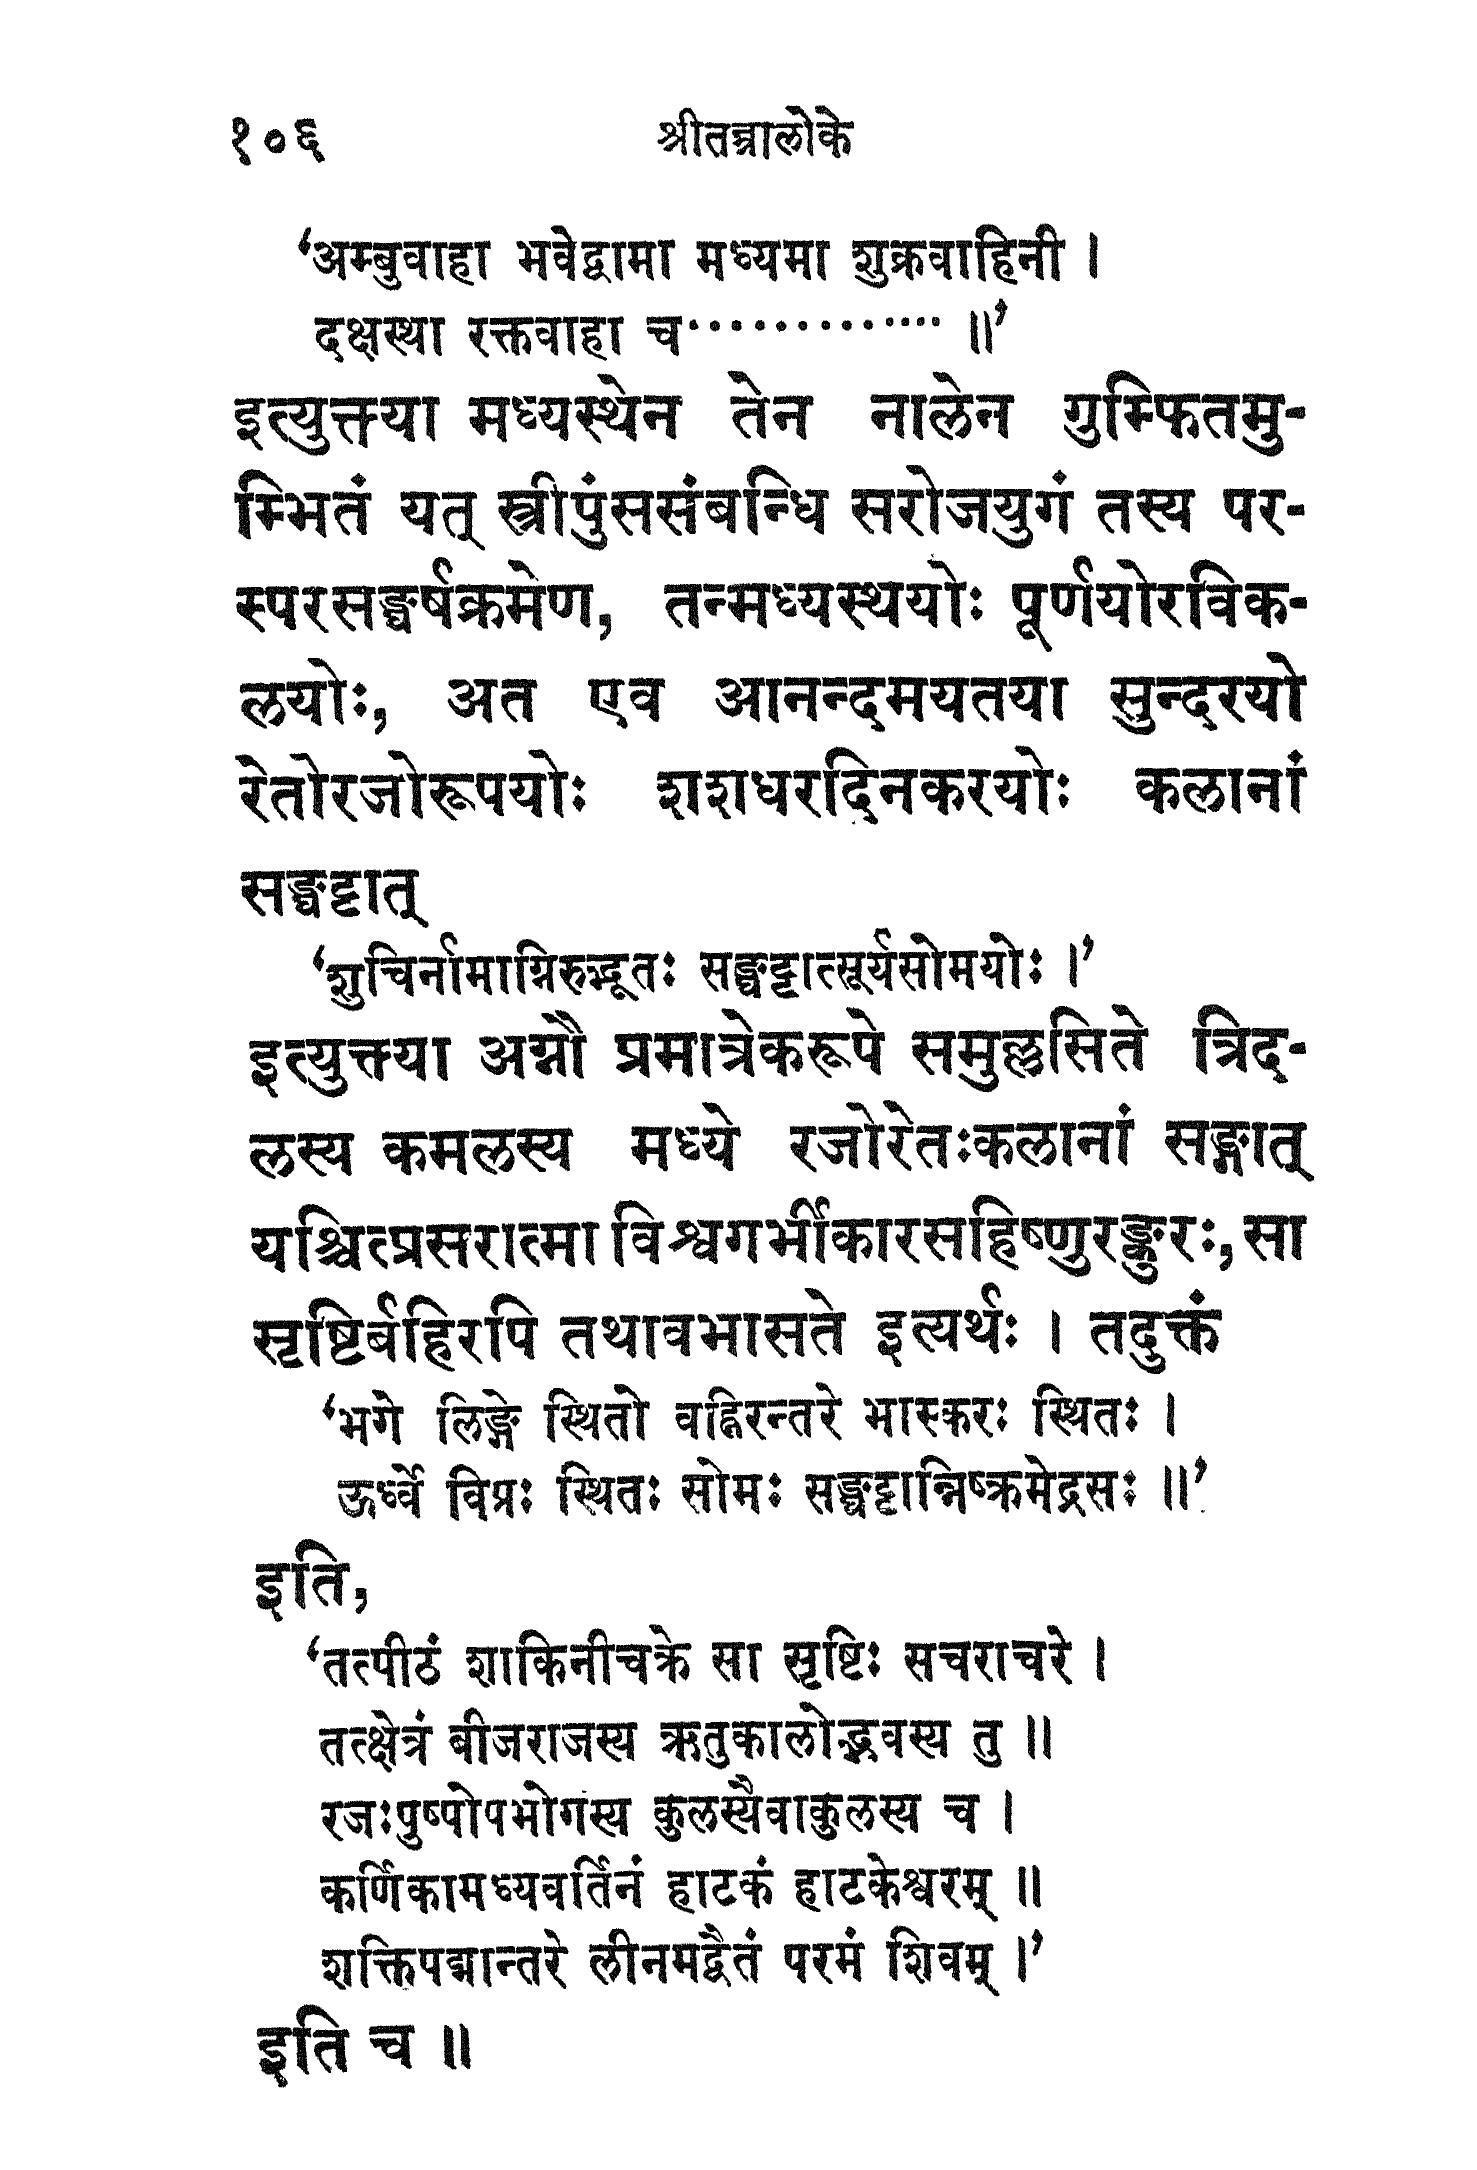 १०६ श्रीतन्त्रालोके
‘अम्बुवाहा भवेद्वामा मध्यमा शुक्रवाहिनी ।
दक्षस्था रक्तवाहा च·············· ॥’
इत्युक्त्या मध्यस्थेन तेन नालेन गुम्फितमु-
म्भितं यत् स्त्रीपुंससंबन्धि सरोजयुगं तस्य पर-
स्परसङ्घर्षक्रमेण, तन्मध्यस्थयोः पूर्णयोरविक-
लयोः, अत एव आनन्दमयतया सुन्दरयो
रेतोरजोरूपयोः शशधरदिनकरयोः कलानां
सङ्घट्टात्
‘शुचिर्नामाग्निरुद्भूतः सङ्घट्टात्सूर्यसोमयोः ।’
इत्युक्त्या अग्नौ प्रमात्रेकरूपे समुल्लसिते त्रिद-
लस्य कमलस्य मध्ये रजोरेतःकलानां सङ्गात्
यश्चित्प्रसरात्मा विश्वगर्भीकारसहिष्णुरङ्कुरः, सा
सृष्टिर्बहिरपि तथावभासते इत्यर्थः । तदुक्तं
‘भगे लिङ्गे स्थितो वह्निरन्तरे भास्करः स्थितः ।
ऊर्ध्वे विप्रः स्थितः सोमः सङ्घट्टान्निष्क्रमेद्रसः ॥’
इति,
‘तत्पीठं शाकिनीचक्रे सा सृष्टिः सचराचरे ।
तत्क्षेत्रं बीजराजस्य ऋतुकालोद्भवस्य तु ॥
रजःपुष्पोपभोगस्य कुलस्यैवाकुलस्य च ।
कर्णिकामध्यवर्तिनं हाटकं हाटकेश्वरम् ॥
शक्तिपद्मान्तरे लीनमद्वैतं परमं शिवम् ।’
इति च ॥